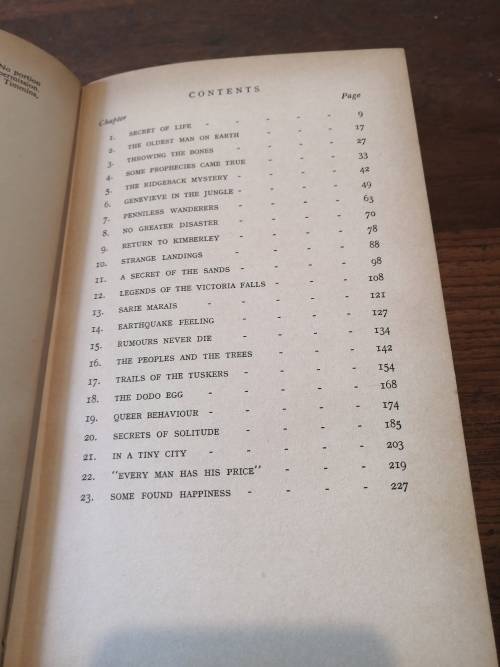 No portion
permission.
Timmins,
CONTENTS
Chapter Page
1. SECRET OF LIFE - - - - - 9
2. THE OLDEST MAN ON EARTH - - - 17
3. THROWING THE BONES - - - - 27
4. SOME PROPHECIES CAME TRUE - - - 33
5. THE RIDGEBACK MYSTERY - - - - 42
6. GENEVIEVE IN THE JUNGLE - - - - 49
7. PENNILESS WANDERERS - - - - 63
8. NO GREATER DISASTER - - - - 70
9. RETURN TO KIMBERLEY - - - - 78
10. STRANGE LANDINGS - - - - 88
11. A SECRET OF THE SANDS - - - - 98
12. LEGENDS OF THE VICTORIA FALLS - - - 108
13. SARIE MARAIS - - - - - 121
14. EARTHQUAKE FEELING - - - - 127
15. RUMOURS NEVER DIE - - - - 134
16. THE PEOPLES AND THE TREES - - - - 142
17. TRAILS OF THE TUSKERS - - - - 154
18. THE DODO EGG - - - - - 168
19. QUEER BEHAVIOUR - - - - - 174
20. SECRETS OF SOLITUDE - - - - 185
21. IN A TINY CITY - - - - - 203
22. "EVERY MAN HAS HIS PRICE" - - - 219
23. SOME FOUND HAPPINESS - - - - 227